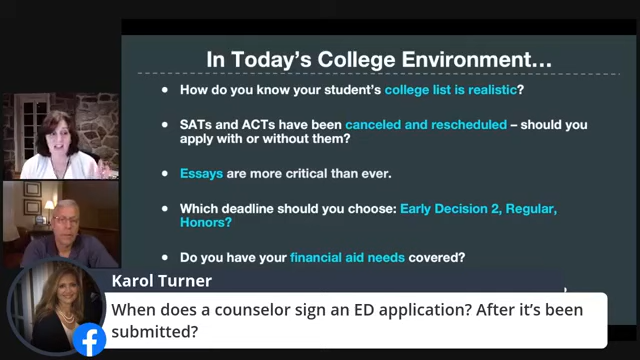 In Today's College Environment...
● How do you know your student's college list is realistic?
● SATs and ACTs have been canceled and rescheduled – should you
apply with or without them?
● Essays are more critical than ever.
● Which deadline should you choose: Early Decision 2, Regular,
Honors?
● Do you have your financial aid needs covered?
Karol Turner
When does a counselor sign an ED application? After it's been
submitted?